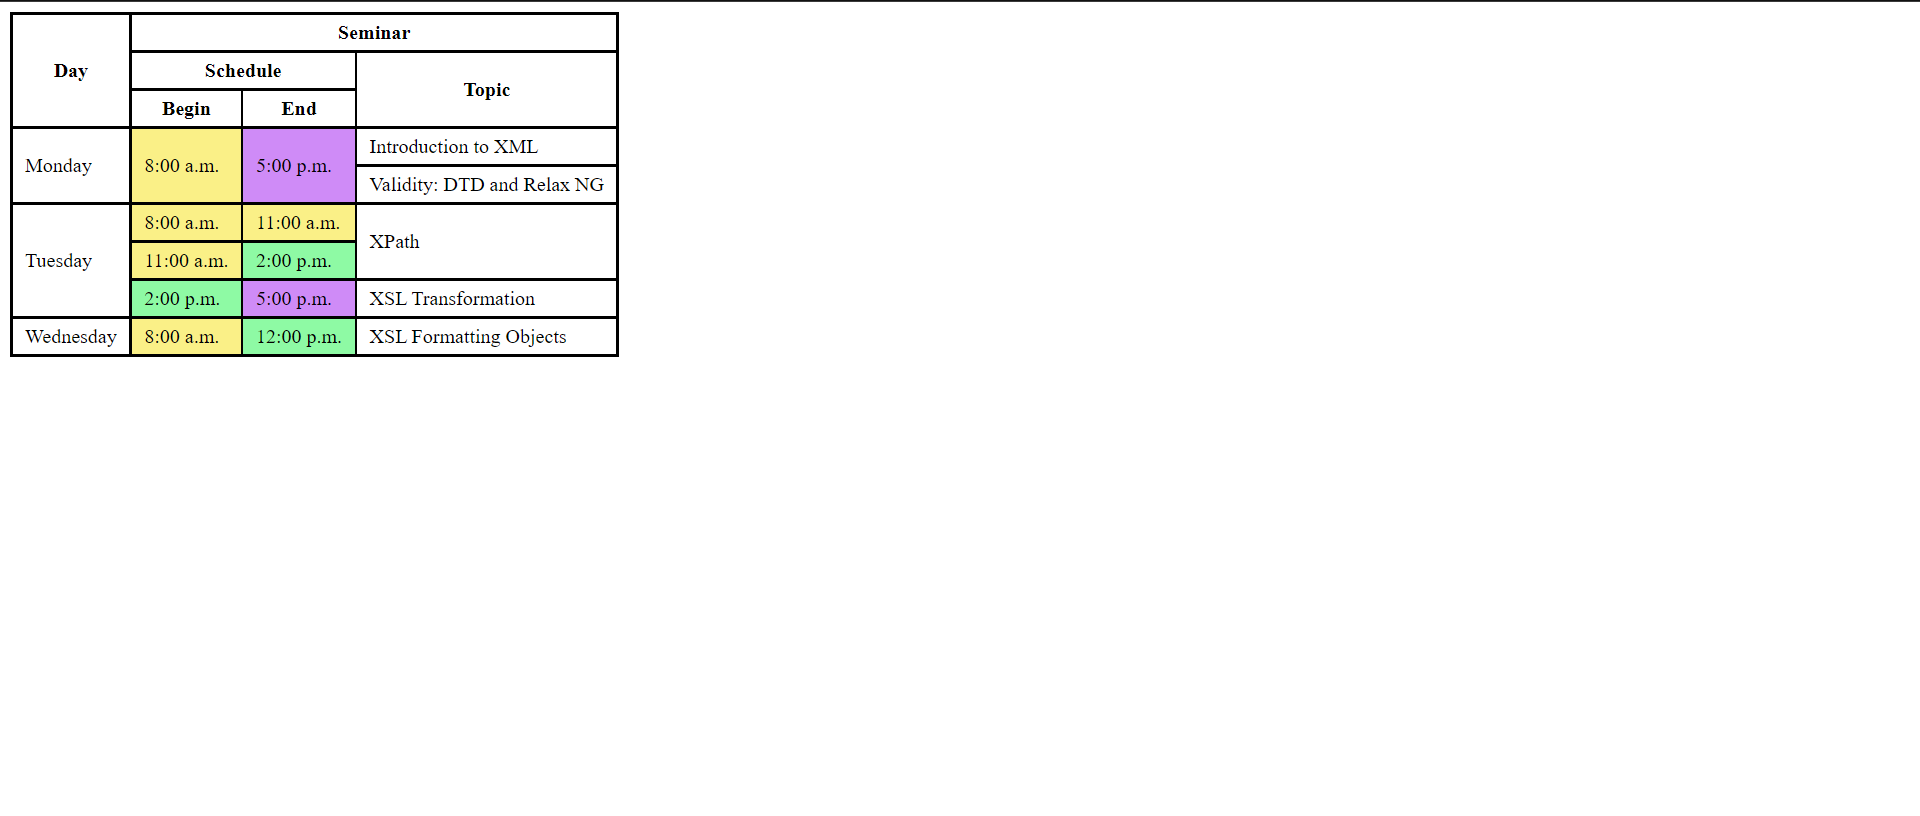 Day
Seminar
Schedule
Topic
Begin
End
Monday
8:00 a.m.
5:00 p.m.
Introduction to XML
Validity: DTD and Relax NG
Tuesday
8:00 a.m.
11:00 a.m.
XPath
11:00 a.m.
2:00 p.m.
2:00 p.m.
5:00 p.m.
XSL Transformation
Wednesday
8:00 a.m.
12:00 p.m.
XSL Formatting Objects